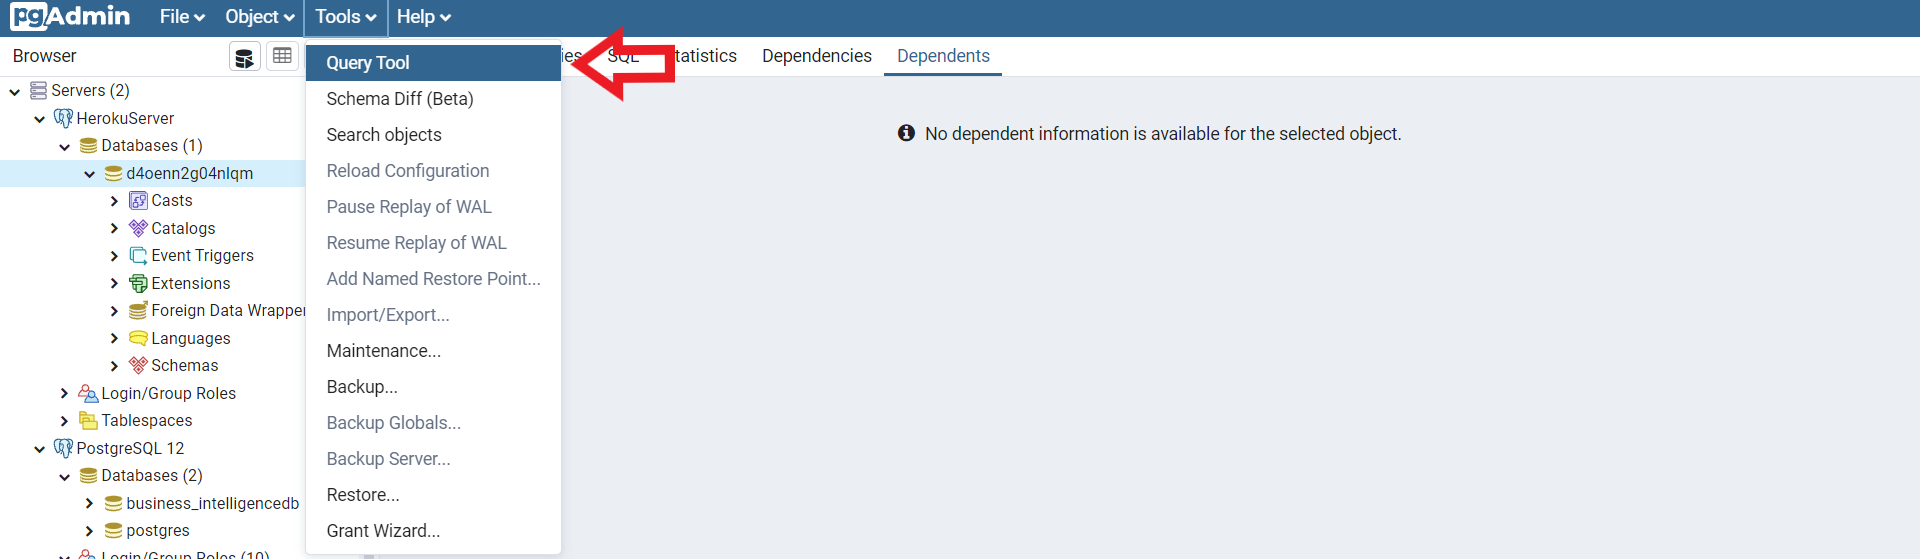 pgAdmin File Object Tools Help
Browser
SQL tatistics Dependencies Dependents
Query Tool
Schema Diff (Beta)
Search objects
Reload Configuration
Pause Replay of WAL
Resume Replay of WAL
Add Named Restore Point...
Import/Export...
Maintenance...
Backup...
Backup Globals...
Backup Server...
Restore...
Grant Wizard...
Servers (2)
HerokuServer
Databases (1)
d4oenn2g04nlqm
Casts
Catalogs
Event Triggers
Extensions
Foreign Data Wrapper
Languages
Schemas
Login/Group Roles
Tablespaces
PostgreSQL 12
Databases (2)
business_intelligencedb
postgres
Login/Group Roles (10)
No dependent information is available for the selected object.